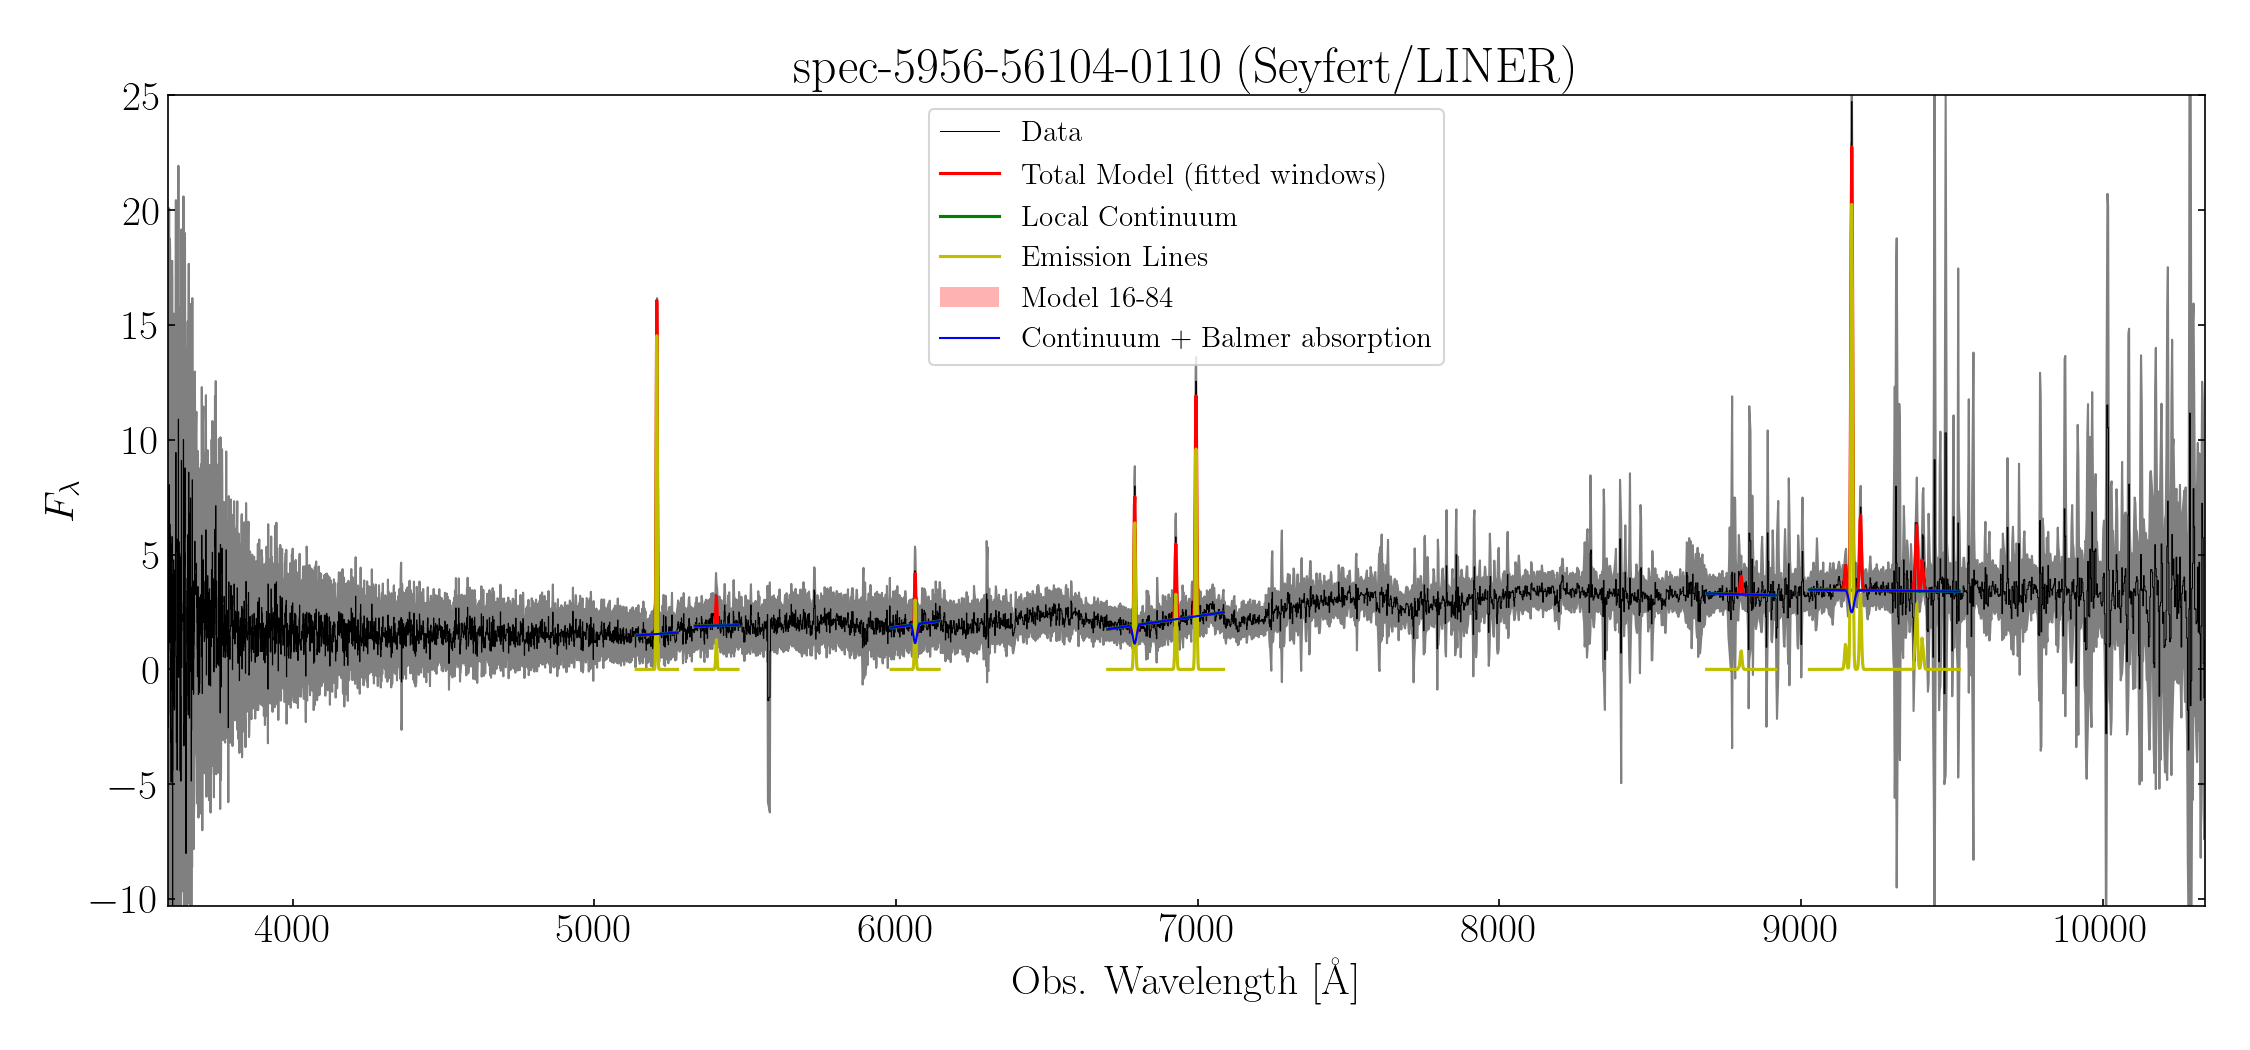 spec-5956-56104-0110 (Seyfert/LINER)
25
20
15
10
5
0
−5
−10
F_λ
Data
Total Model (fitted windows)
Local Continuum
Emission Lines
Model 16-84
Continuum + Balmer absorption
4000 5000 6000 7000 8000 9000 10000
Obs. Wavelength [Å]